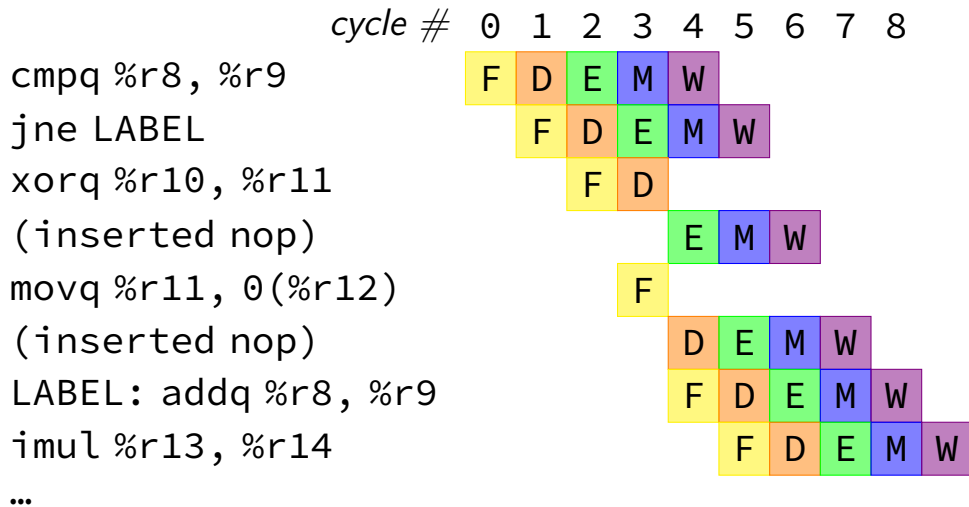 cycle # 0 1 2 3 4 5 6 7 8
cmpq %r8, %r9 F D E M W
jne LABEL F D E M W
xorq %r10, %r11 F D
(inserted nop) E M W
movq %r11, 0(%r12) F
(inserted nop) D E M W
LABEL: addq %r8, %r9 F D E M W
imul %r13, %r14 F D E M W
…